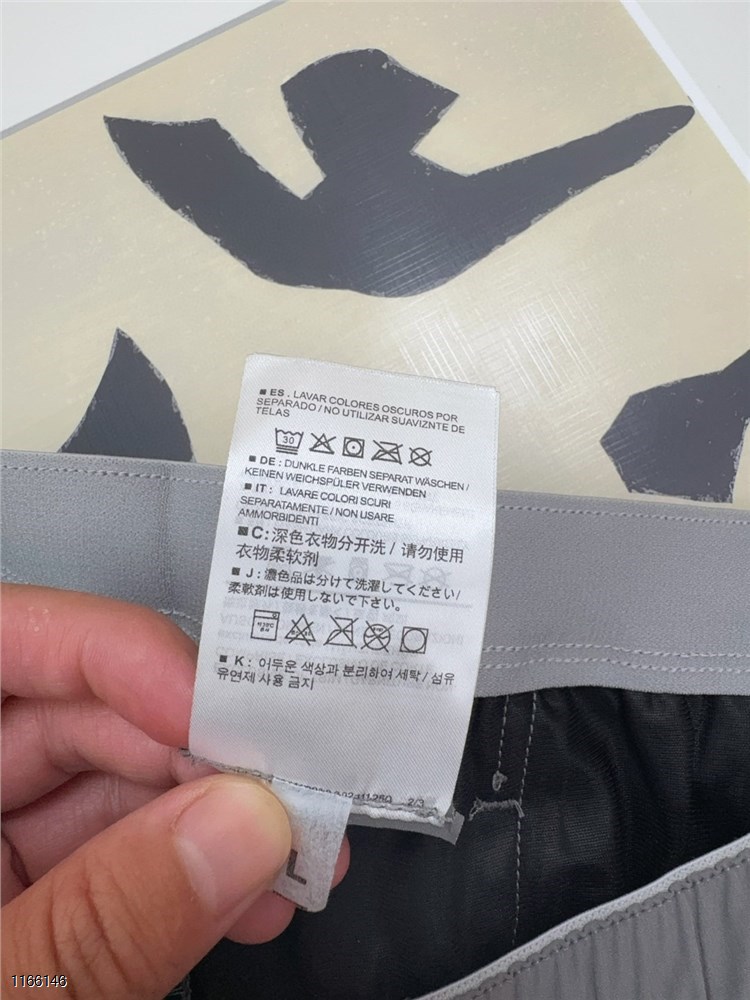 ■ ES . LAVAR COLORES OSCUROS POR
SEPARADO / NO UTILIZAR SUAVIZNTE DE
TELAS
30
■ DE : DUNKLE FARBEN SEPARAT WÄSCHEN /
KEINEN WEICHSPÜLER VERWENDEN
■ IT : LAVARE COLORI SCURI
SEPARATAMENTE / NON USARE
AMMORBIDENTI
■ C: 深色衣物分开洗 / 请勿使用
衣物柔软剂
■ J : 濃色品は分けて洗濯してください/
柔軟剤は使用しないで下さい。
■ K : 어두운 색상과 분리하여 세탁 / 섬유
유연제 사용 금지
2/3
L
1166146